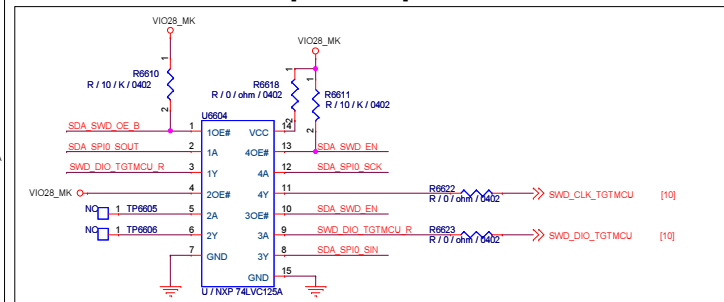 VIO28_MK
VIO28_MK
R6610
R / 10 / K / 0402
1
2
R6618
R / 0 / ohm / 0402
1
2
R6611
R / 10 / K / 0402
1
2
U6604
SDA_SWD_OE_B 1 1OE# VCC 14
SDA_SPI0_SOUT 2 1A 4OE# 13 SDA_SWD_EN
SWD_DIO_TGTMCU_R 3 1Y 4A 12 SDA_SPI0_SCK
VIO28_MK 4 2OE# 4Y 11 R6622 R / 0 / ohm / 0402 SWD_CLK_TGTMCU [10]
NC 1 TP6605 5 2A 3OE# 10 SDA_SWD_EN
NC 1 TP6606 6 2Y 3A 9 SWD_DIO_TGTMCU_R R6623 R / 0 / ohm / 0402 SWD_DIO_TGTMCU [10]
7 GND 3Y 8 SDA_SPI0_SIN
GND 15
U / NXP 74LVC125A